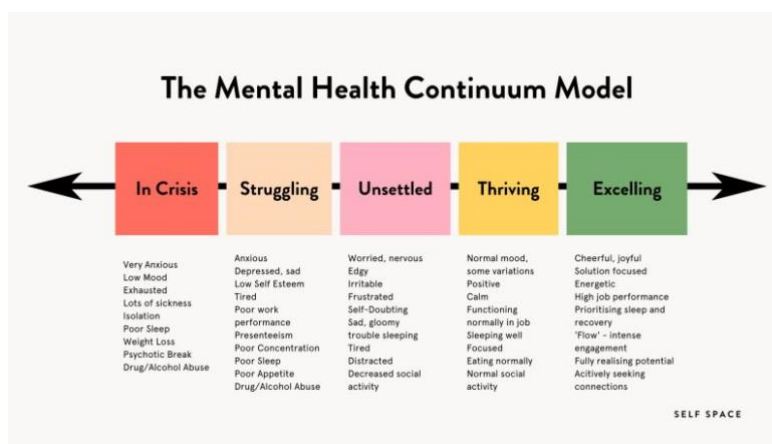 The Mental Health Continuum Model
In Crisis
Struggling
Unsettled
Thriving
Excelling
Very Anxious
Low Mood
Exhausted
Lots of sickness
Isolation
Poor Sleep
Weight Loss
Psychotic Break
Drug/Alcohol Abuse
Anxious
Depressed, sad
Low Self Esteem
Tired
Poor work
performance
Presenteeism
Poor Concentration
Poor Sleep
Poor Appetite
Drug/Alcohol Abuse
Worried, nervous
Edgy
Irritable
Frustrated
Self-Doubting
Sad, gloomy
trouble sleeping
Tired
Distracted
Decreased social
activity
Normal mood,
some variations
Positive
Calm
Functioning
normally in job
Sleeping well
Focused
Eating normally
Normal social
activity
Cheerful, joyful
Solution focused
Energetic
High job performance
Prioritising sleep and
recovery
'Flow' - intense
engagement
Fully realising potential
Acitively seeking
connections
SELF SPACE